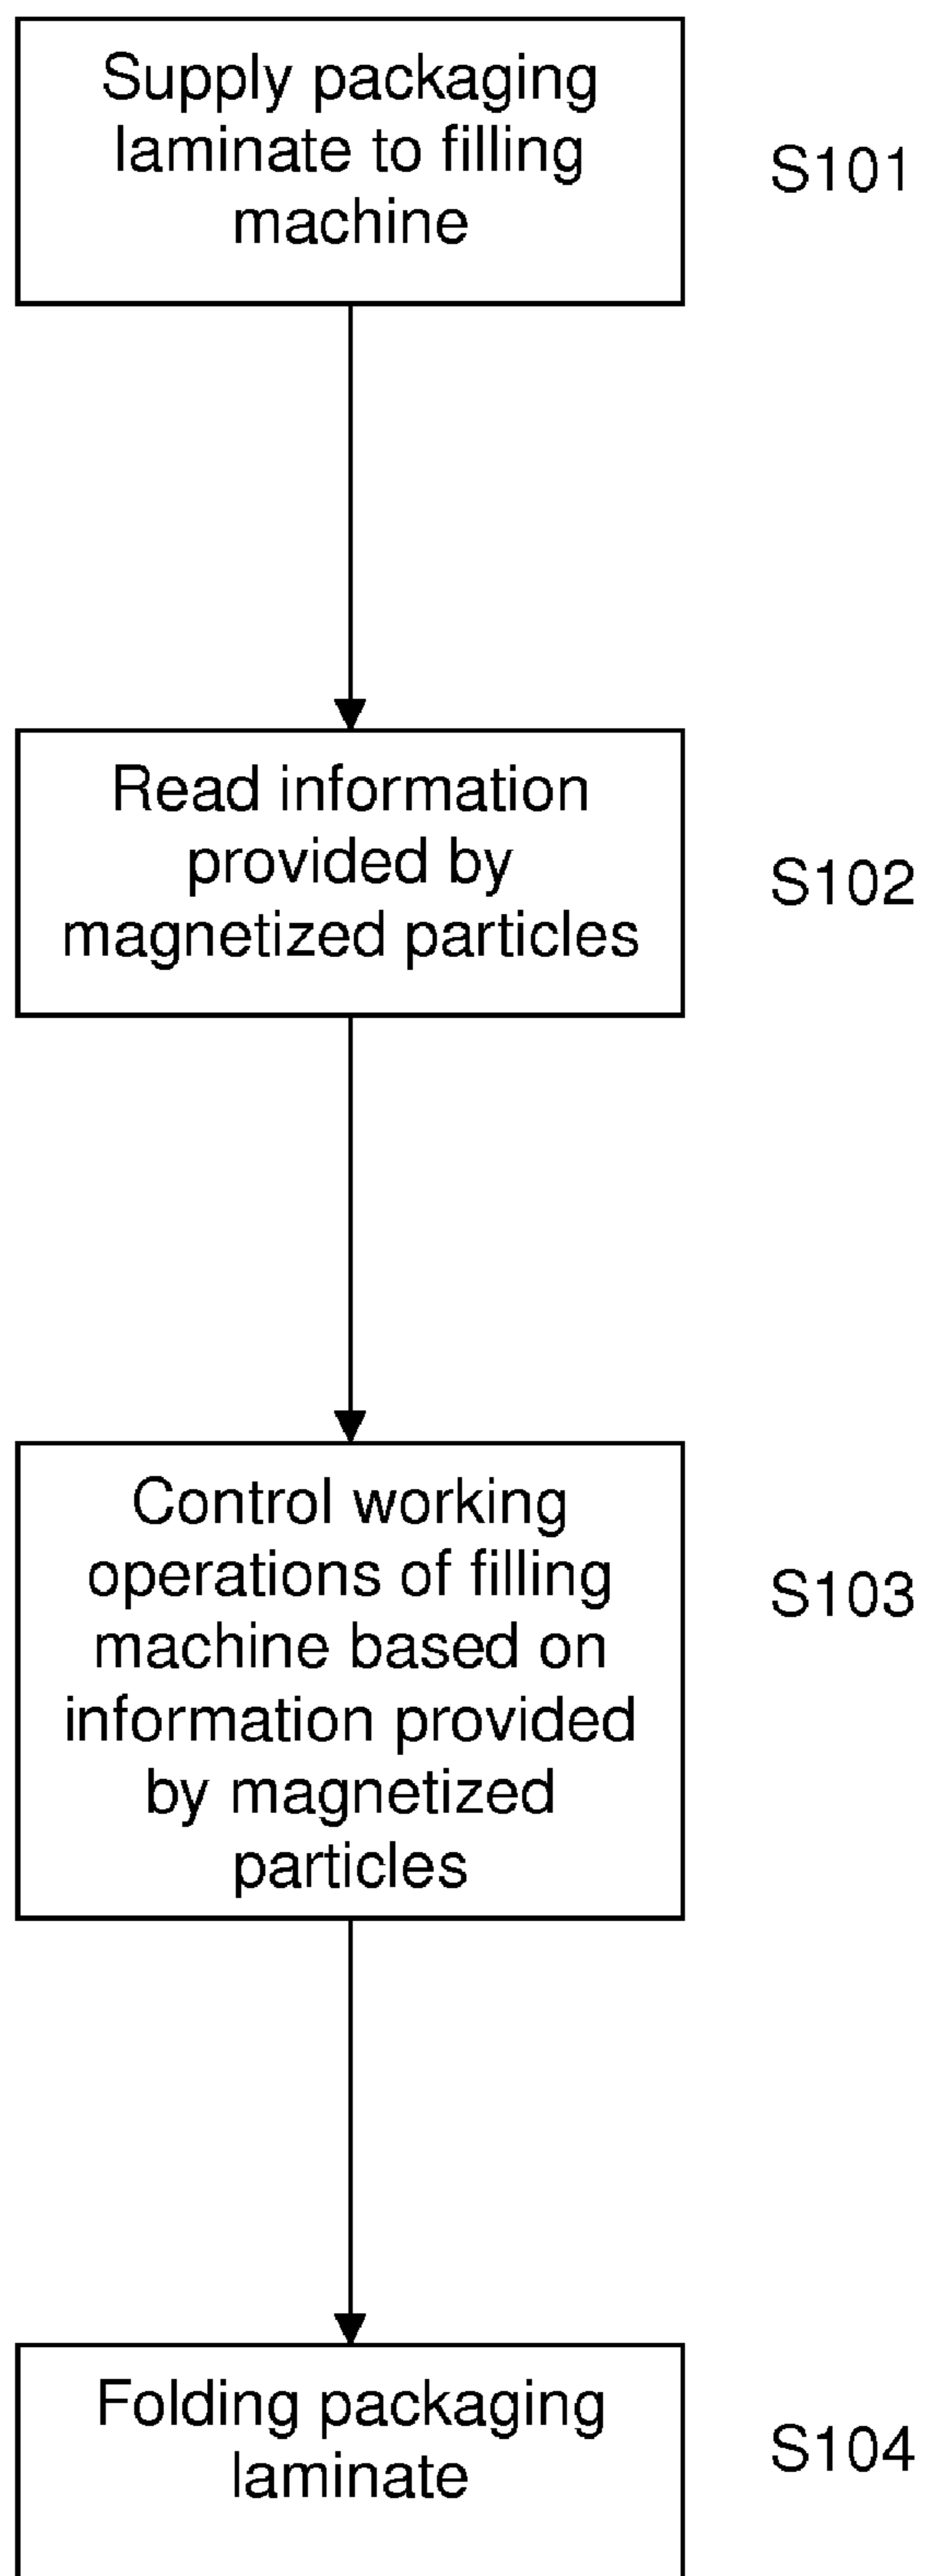 Supply packaging
laminate to filling
machine
S101
Read information
provided by
magnetized particles
S102
Control working
operations of filling
machine based on
information provided
by magnetized
particles
S103
Folding packaging
laminate
S104